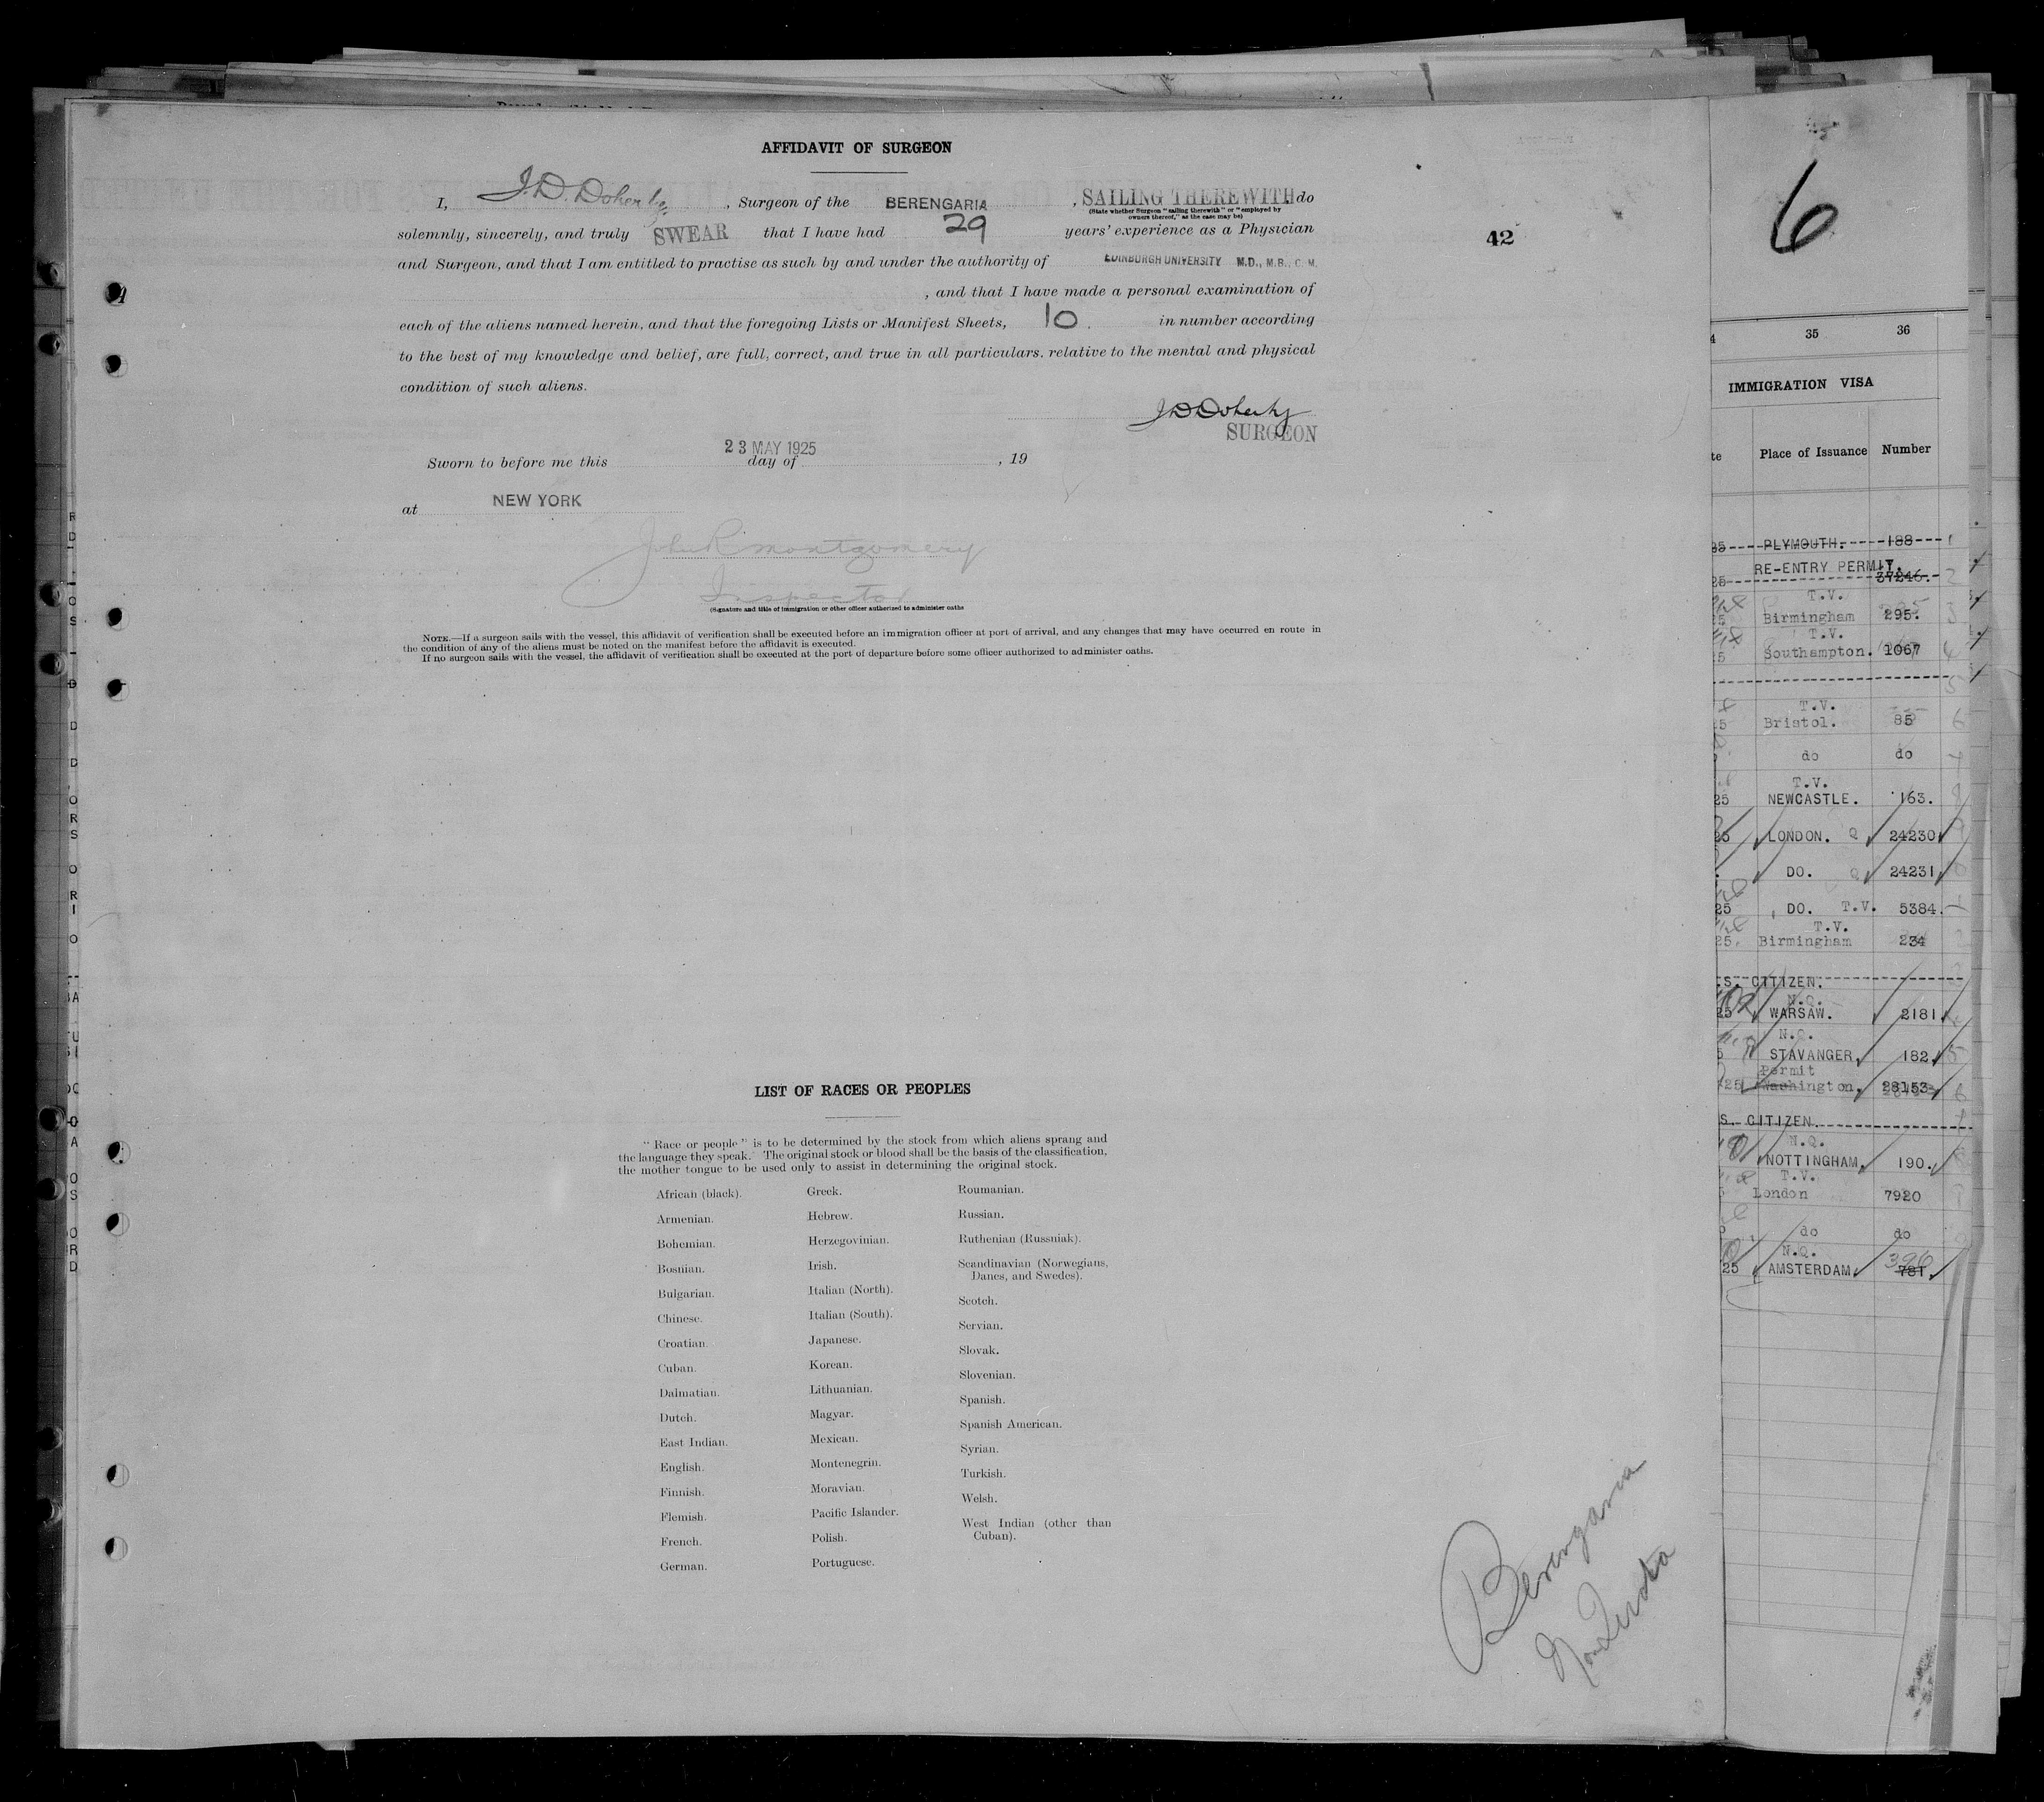 AFFIDAVIT OF SURGEON
I, J. D. Doherty, Surgeon of the BERENGARIA, SAILING THEREWITH, do
(State whether Surgeon "sailing therewith" or "employed by
owners thereof," as the case may be)
solemnly, sincerely, and truly SWEAR that I have had 29 years' experience as a Physician
and Surgeon, and that I am entitled to practise as such by and under the authority of EDINBURGH UNIVERSITY M.D., M.B., C.M.
, and that I have made a personal examination of
each of the aliens named herein, and that the foregoing Lists or Manifest Sheets, 10 in number according
to the best of my knowledge and belief, are full, correct, and true in all particulars. relative to the mental and physical
condition of such aliens.
J D Doherty
SURGEON
23 MAY 1925
Sworn to before me this day of , 19
at NEW YORK
John R Montgomery
Inspector
(Signature and title of immigration or other officer authorized to administer oaths
NOTE.—If a surgeon sails with the vessel, this affidavit of verification shall be executed before an immigration officer at port of arrival, and any changes that may have occurred en route in
the condition of any of the aliens must be noted on the manifest before the affidavit is executed.
If no surgeon sails with the vessel, the affidavit of verification shall be executed at the port of departure before some officer authorized to administer oaths.
42
LIST OF RACES OR PEOPLES
"Race or people" is to be determined by the stock from which aliens sprang and
the language they speak. The original stock or blood shall be the basis of the classification,
the mother tongue to be used only to assist in determining the original stock.
African (black).
Armenian.
Bohemian.
Bosnian.
Bulgarian.
Chinese.
Croatian.
Cuban.
Dalmatian.
Dutch.
East Indian.
English.
Finnish.
Flemish.
French.
German.
Greek.
Hebrew.
Herzegovinian.
Irish.
Italian (North).
Italian (South).
Japanese.
Korean.
Lithuanian.
Magyar.
Mexican.
Montenegrin.
Moravian.
Pacific Islander.
Polish.
Portuguese.
Roumanian.
Russian.
Ruthenian (Russniak).
Scandinavian (Norwegians,
Danes, and Swedes).
Scotch.
Servian.
Slovak.
Slovenian.
Spanish.
Spanish American.
Syrian.
Turkish.
Welsh.
West Indian (other than
Cuban).
Berengaria
6
35 36
IMMIGRATION VISA
Place of Issuance Number
PLYMOUTH. 188 1
RE-ENTRY PERMIT.
37246. 2
T.V.
Birmingham 295. 3
T.V.
Southampton. 1067 4
5
T.V.
Bristol. 85 6
do do 7
T.V.
25 NEWCASTLE. 163.
25 LONDON. Q 24230
DO. Q 24231
25 DO. T.V. 5384.
T.V.
25. Birmingham 234
S. CITIZEN.
N.Q.
25 WARSAW. 2181
N.Q.
STAVANGER. 182. 5
Permit
25 Washington. 28153 6
S. CITIZEN.
N.Q.
NOTTINGHAM. 190.
T.V.
London 7920
do do
N.Q. 396
25 AMSTERDAM. 781.